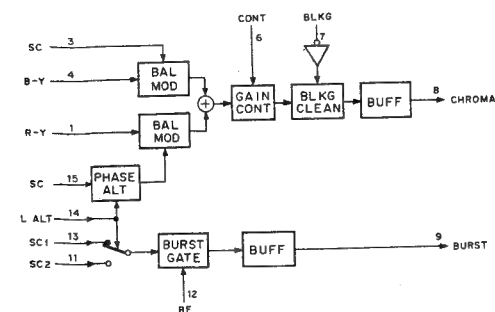 CONT
BLKG
SC 3
6
7
B-Y 4
BAL MOD
GAIN CONT
BLKG CLEAN
BUFF
8 CHROMA
R-Y 1
BAL MOD
SC 15
PHASE ALT
L ALT 14
SC1 13
SC2 11
BURST GATE
BUFF
9 BURST
12